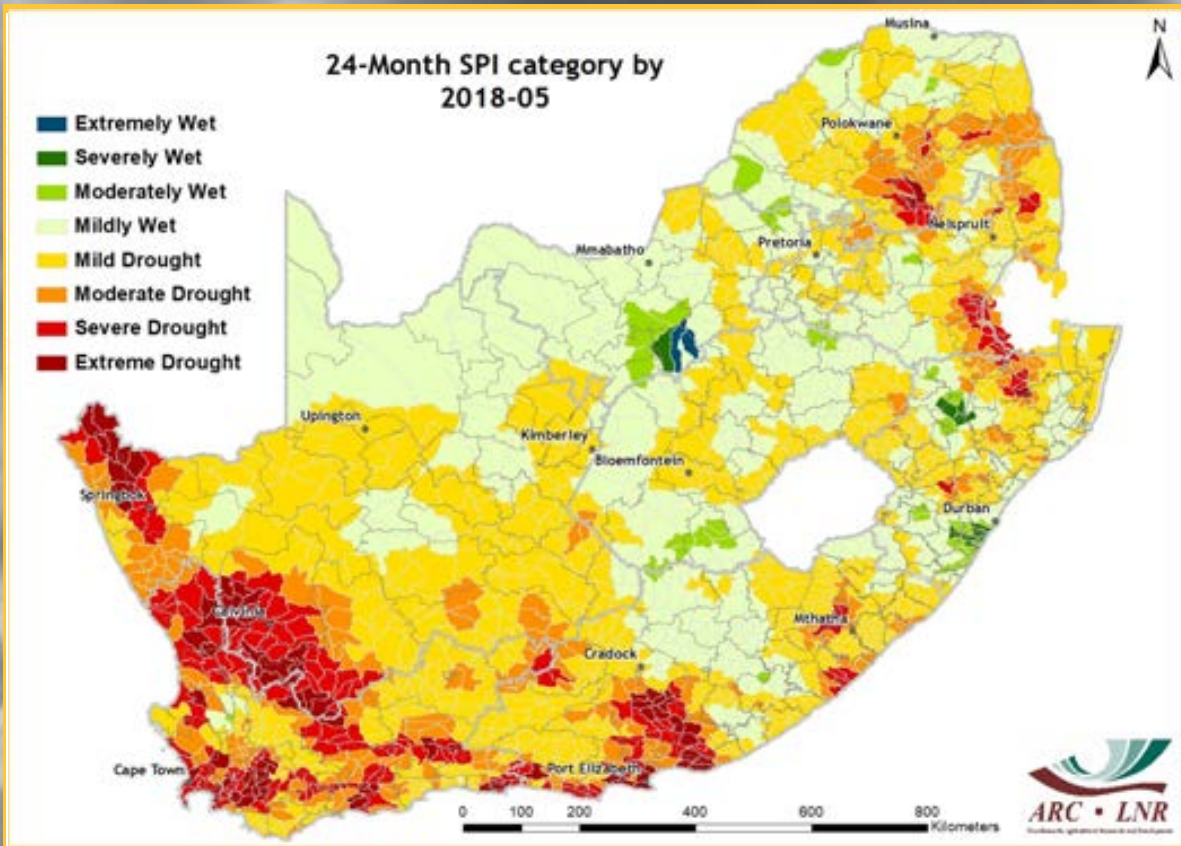 24-Month SPI category by
2018-05
N
Extremely Wet
Severely Wet
Moderately Wet
Mildly Wet
Mild Drought
Moderate Drought
Severe Drought
Extreme Drought
Musina
Polokwane
Nelspruit
Pretoria
Mmabatho
Upington
Kimberley
Bloemfontein
Springbok
Durban
Calvinia
Mthatha
Cradock
Cape Town
Port Elizabeth
0 100 200 400 600 800
Kilometers
ARC • LNR